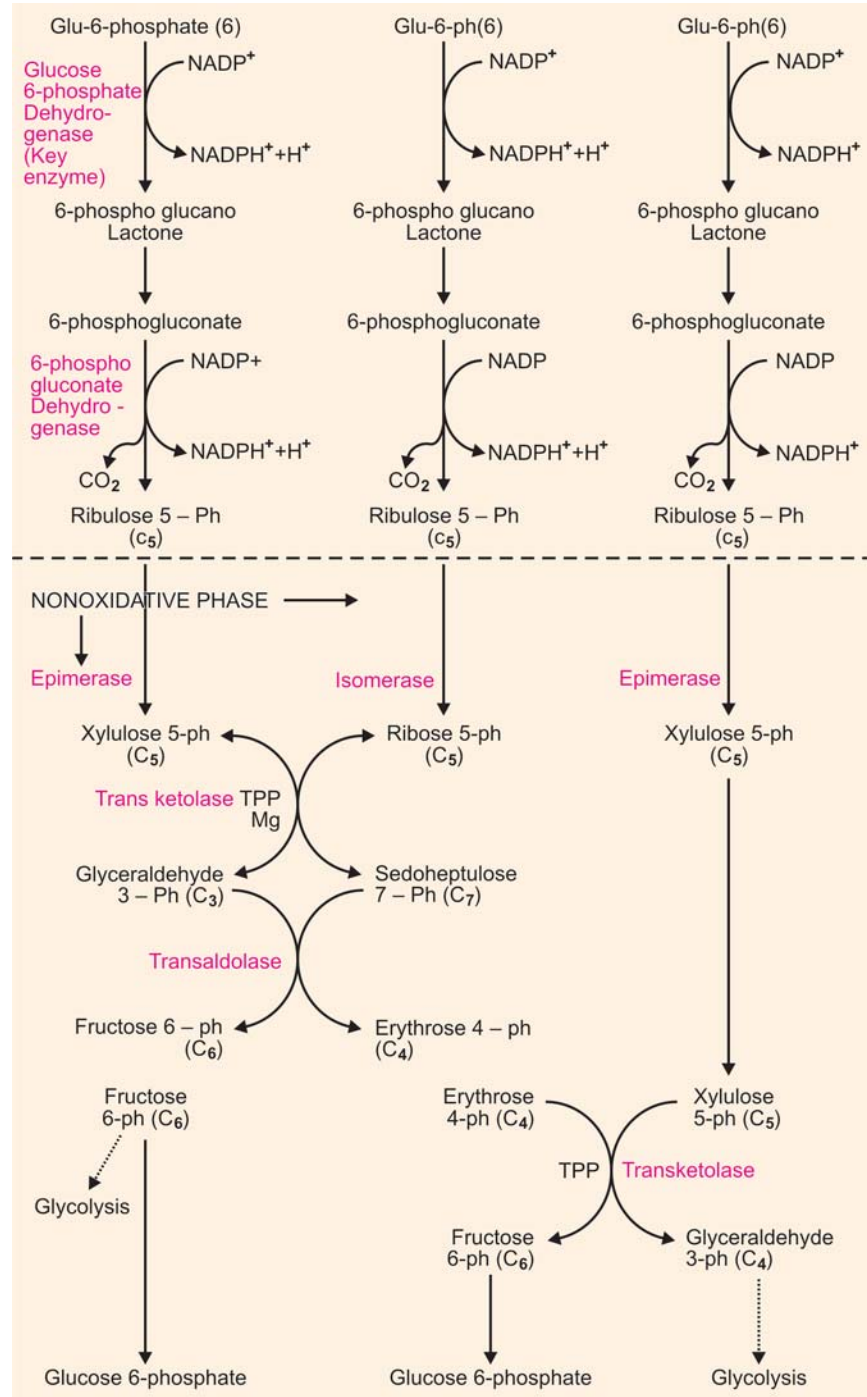 Glu-6-phosphate (6)
Glu-6-ph(6)
Glu-6-ph(6)
Glucose
6-phosphate
Dehydro-
genase
(Key
enzyme)
NADP+
NADP+
NADP+
NADPH++H+
NADPH++H+
NADPH+
6-phospho glucano
Lactone
6-phospho glucano
Lactone
6-phospho glucano
Lactone
6-phosphogluconate
6-phosphogluconate
6-phosphogluconate
6-phospho
gluconate
Dehydro -
genase
NADP+
NADP
NADP
NADPH++H+
NADPH++H+
NADPH+
CO2
CO2
CO2
Ribulose 5 – Ph
(c5)
Ribulose 5 – Ph
(c5)
Ribulose 5 – Ph
(c5)
NONOXIDATIVE PHASE
Epimerase
Isomerase
Epimerase
Xylulose 5-ph
(C5)
Ribose 5-ph
(C5)
Xylulose 5-ph
(C5)
Trans ketolase TPP
Mg
Glyceraldehyde
3 – Ph (C3)
Sedoheptulose
7 – Ph (C7)
Transaldolase
Fructose 6 – ph
(C6)
Erythrose 4 – ph
(C4)
Fructose
6-ph (C6)
Erythrose
4-ph (C4)
Xylulose
5-ph (C5)
Glycolysis
TPP
Transketolase
Fructose
6-ph (C6)
Glyceraldehyde
3-ph (C4)
Glucose 6-phosphate
Glucose 6-phosphate
Glycolysis